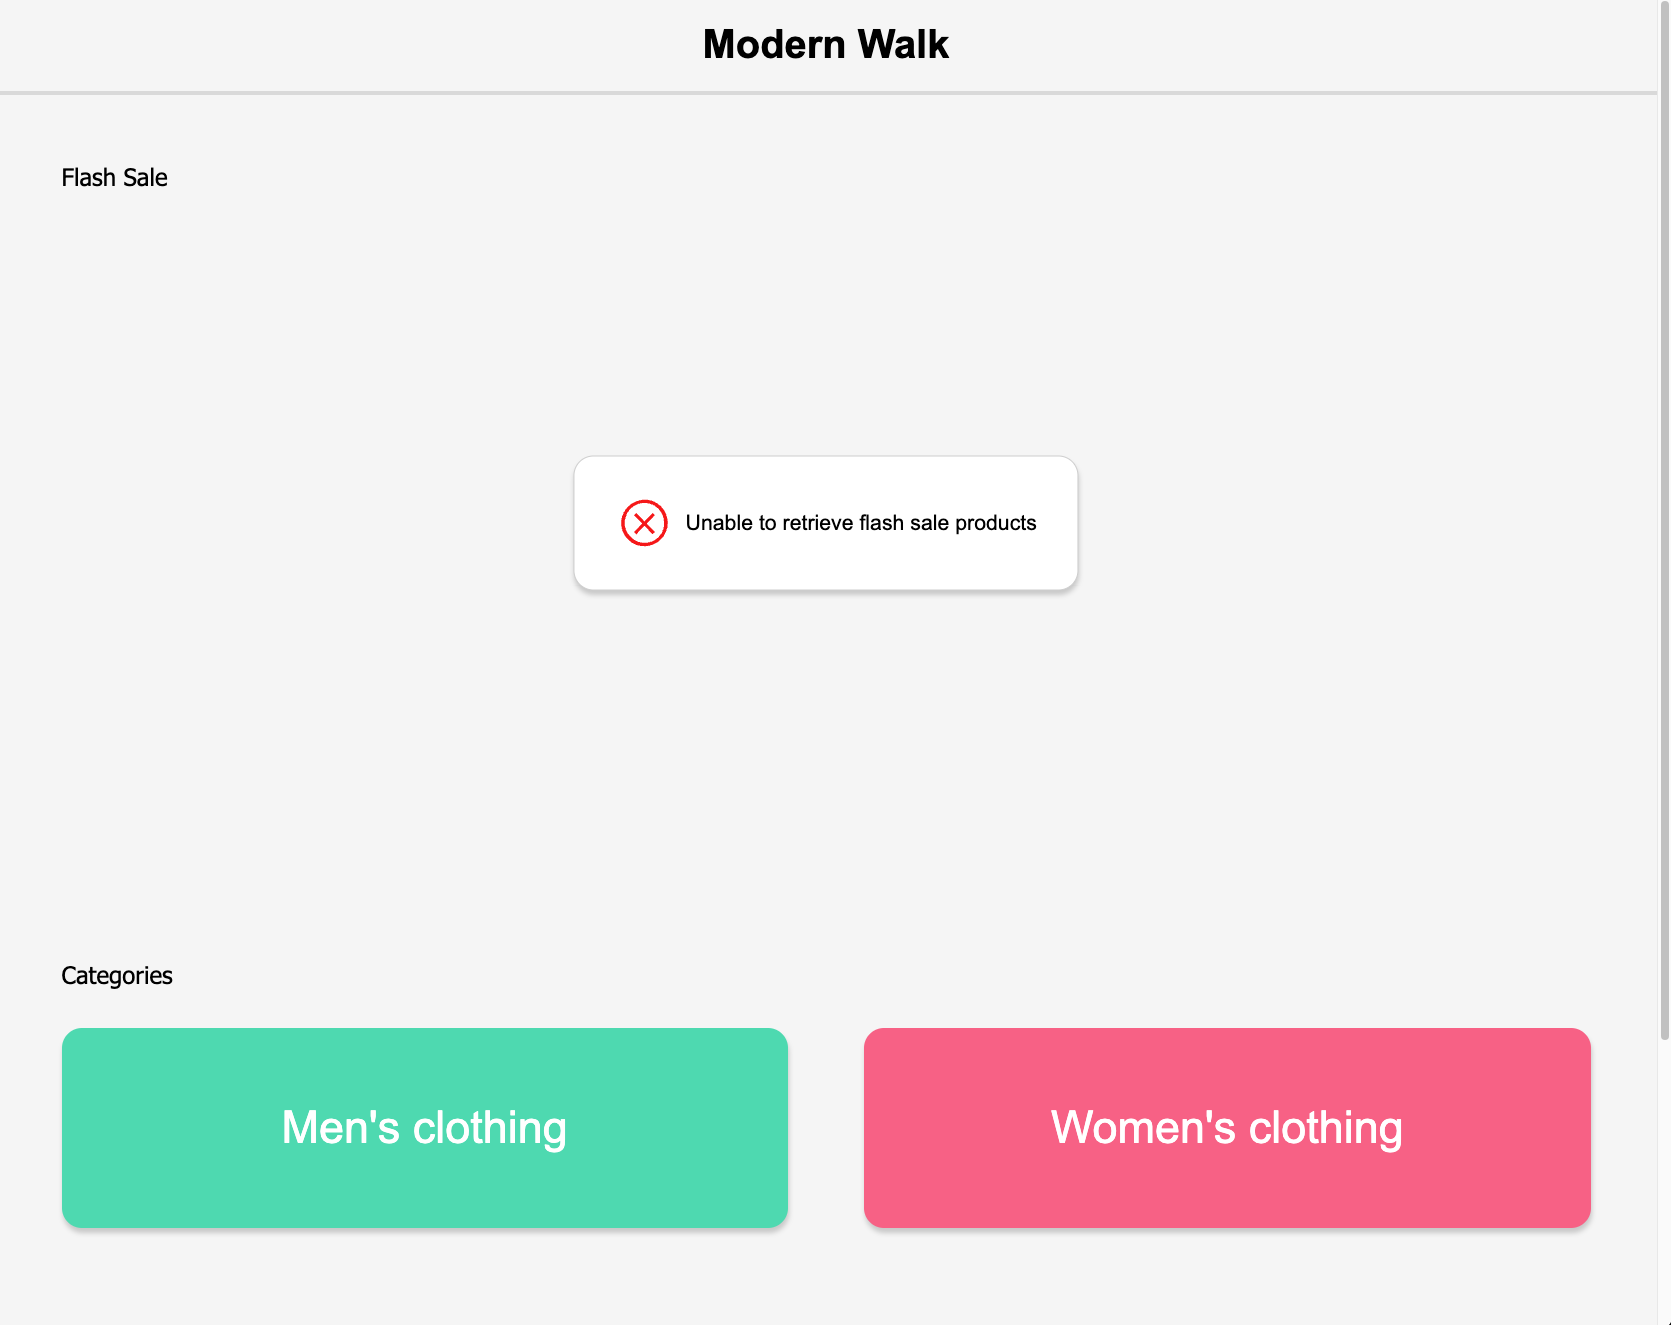 Modern Walk
Flash Sale
Unable to retrieve flash sale products
Categories
Men's clothing
Women's clothing